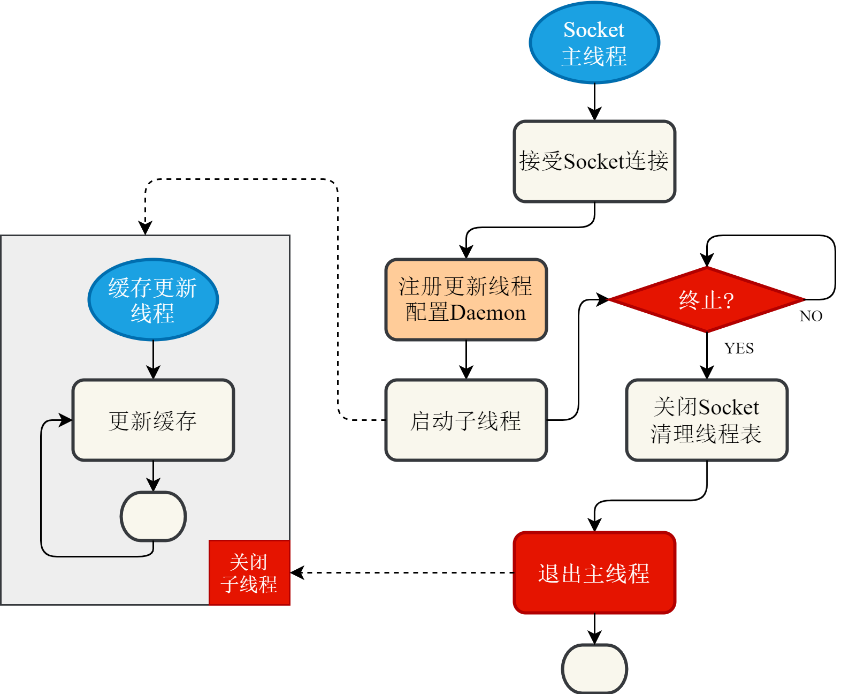 Socket
主线程
接受Socket连接
注册更新线程
配置Daemon
启动子线程
终止?
NO
YES
关闭Socket
清理线程表
退出主线程
缓存更新
线程
更新缓存
关闭
子线程